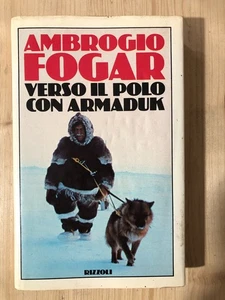 AMBROGIO
FOGAR
VERSO IL POLO
CON ARMADUK
RIZZOLI